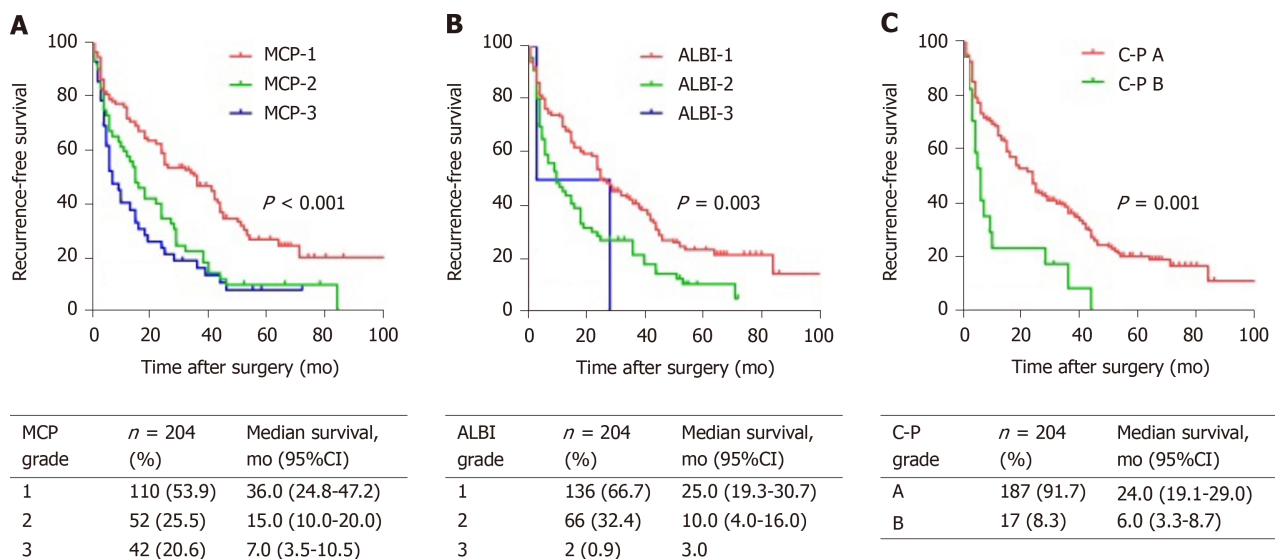 A
100
80
60
40
20
0
Recurrence-free survival
MCP-1
MCP-2
MCP-3
P < 0.001
0 20 40 60 80 100
Time after surgery (mo)
MCP n = 204 Median survival,
grade (%) mo (95%CI)
1 110 (53.9) 36.0 (24.8-47.2)
2 52 (25.5) 15.0 (10.0-20.0)
3 42 (20.6) 7.0 (3.5-10.5)
B
100
80
60
40
20
0
Recurrence-free survival
ALBI-1
ALBI-2
ALBI-3
P = 0.003
0 20 40 60 80 100
Time after surgery (mo)
ALBI n = 204 Median survival,
grade (%) mo (95%CI)
1 136 (66.7) 25.0 (19.3-30.7)
2 66 (32.4) 10.0 (4.0-16.0)
3 2 (0.9) 3.0
C
100
80
60
40
20
0
Recurrence-free survival
C-P A
C-P B
P = 0.001
0 20 40 60 80 100
Time after surgery (mo)
C-P n = 204 Median survival,
grade (%) mo (95%CI)
A 187 (91.7) 24.0 (19.1-29.0)
B 17 (8.3) 6.0 (3.3-8.7)